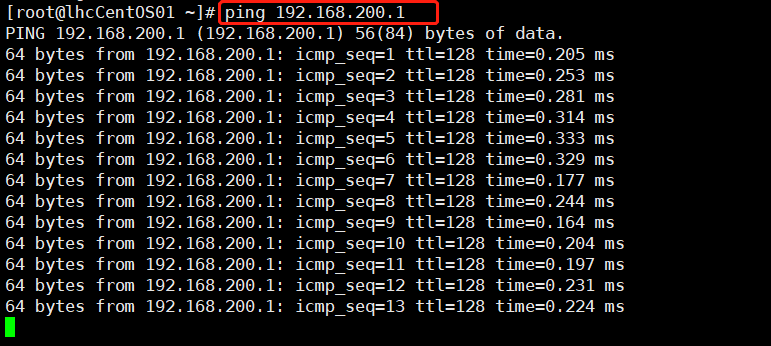 [root@lhcCentOS01 ~]# ping 192.168.200.1
PING 192.168.200.1 (192.168.200.1) 56(84) bytes of data.
64 bytes from 192.168.200.1: icmp_seq=1 ttl=128 time=0.205 ms
64 bytes from 192.168.200.1: icmp_seq=2 ttl=128 time=0.253 ms
64 bytes from 192.168.200.1: icmp_seq=3 ttl=128 time=0.281 ms
64 bytes from 192.168.200.1: icmp_seq=4 ttl=128 time=0.314 ms
64 bytes from 192.168.200.1: icmp_seq=5 ttl=128 time=0.333 ms
64 bytes from 192.168.200.1: icmp_seq=6 ttl=128 time=0.329 ms
64 bytes from 192.168.200.1: icmp_seq=7 ttl=128 time=0.177 ms
64 bytes from 192.168.200.1: icmp_seq=8 ttl=128 time=0.244 ms
64 bytes from 192.168.200.1: icmp_seq=9 ttl=128 time=0.164 ms
64 bytes from 192.168.200.1: icmp_seq=10 ttl=128 time=0.204 ms
64 bytes from 192.168.200.1: icmp_seq=11 ttl=128 time=0.197 ms
64 bytes from 192.168.200.1: icmp_seq=12 ttl=128 time=0.231 ms
64 bytes from 192.168.200.1: icmp_seq=13 ttl=128 time=0.224 ms